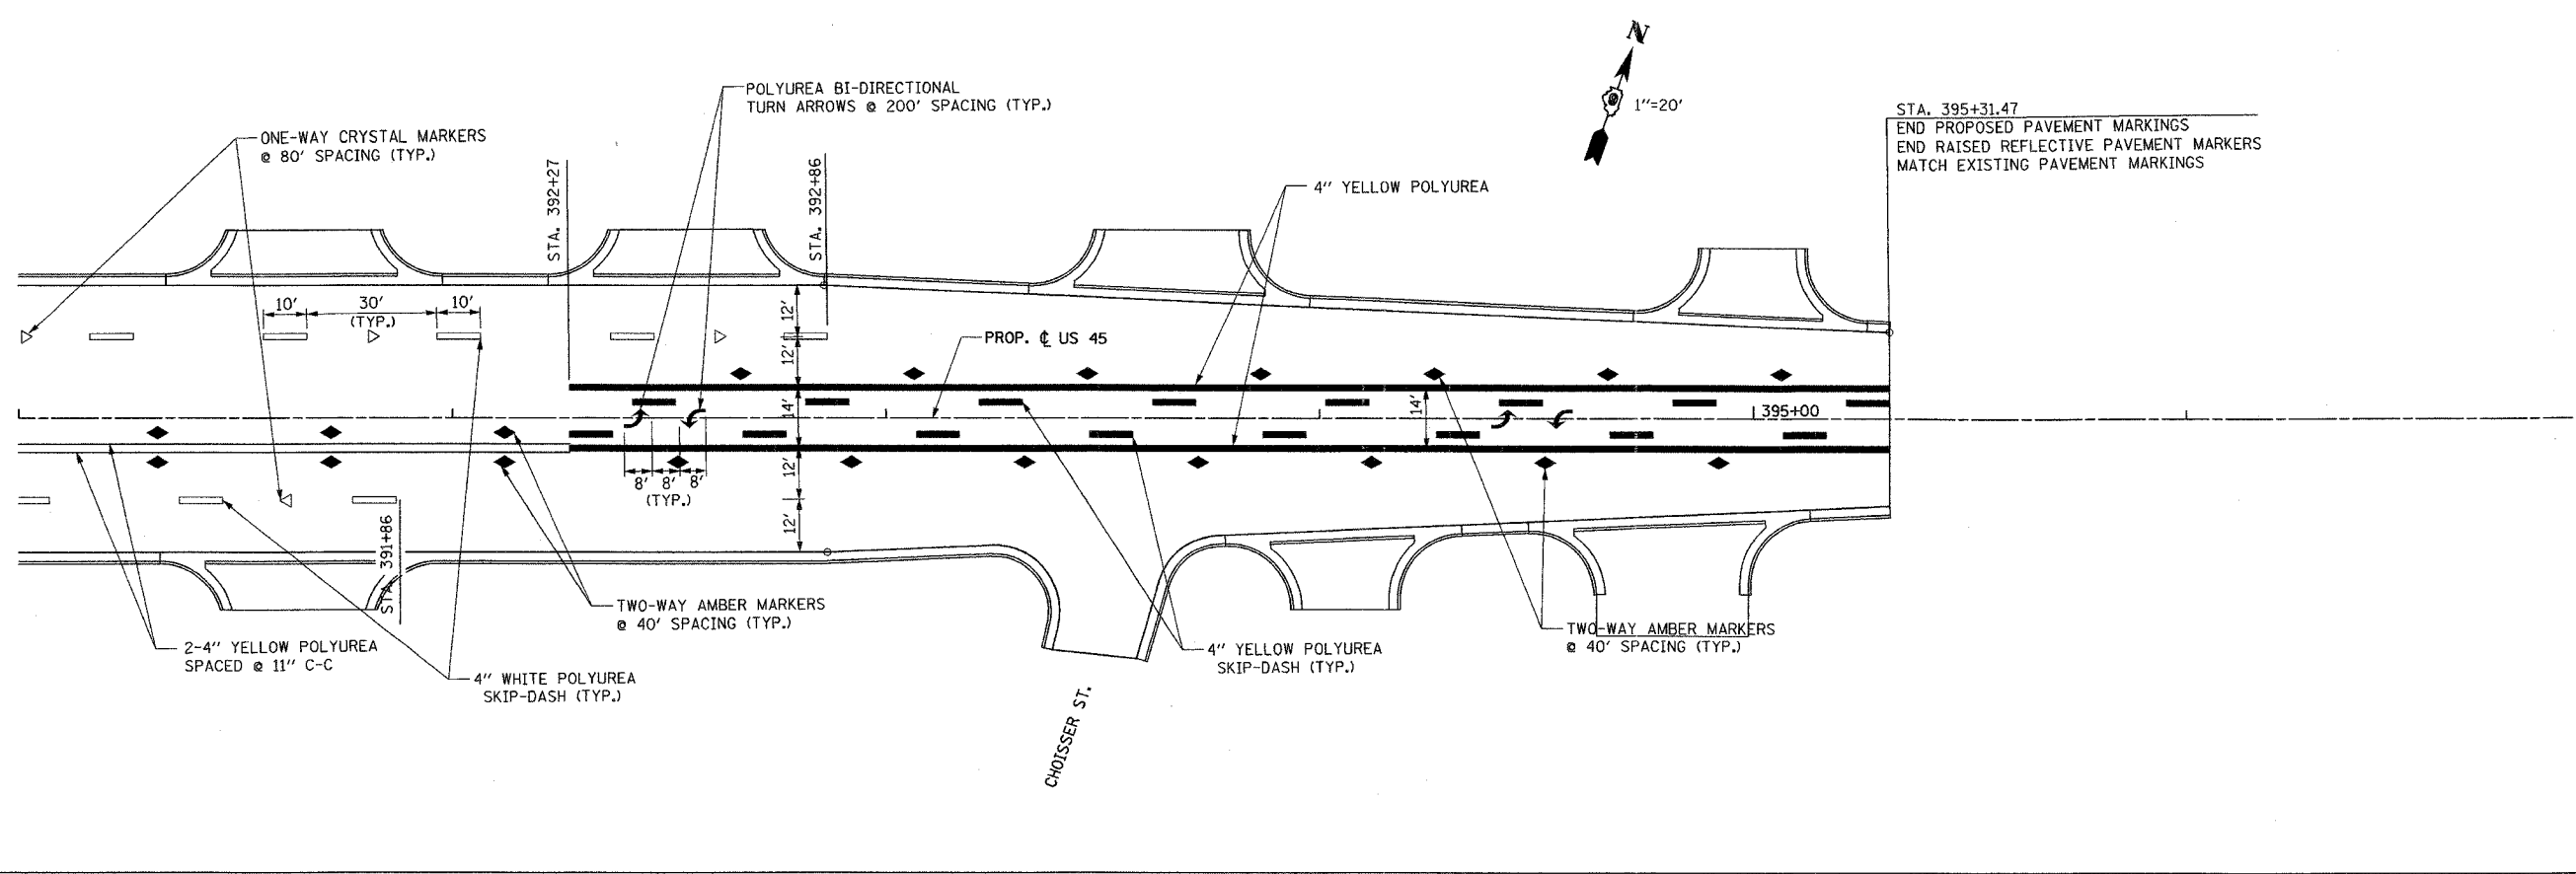 N
1"=20'
POLYUREA BI-DIRECTIONAL
TURN ARROWS @ 200' SPACING (TYP.)
STA. 395+31.47
END PROPOSED PAVEMENT MARKINGS
END RAISED REFLECTIVE PAVEMENT MARKERS
MATCH EXISTING PAVEMENT MARKINGS
ONE-WAY CRYSTAL MARKERS
@ 80' SPACING (TYP.)
STA. 392+27
STA. 392+86
4" YELLOW POLYUREA
10'
30'
(TYP.)
10'
12'
12'
PROP. ℄ US 45
14'
14'
395+00
12'
8'
8'
8'
(TYP.)
12'
STA. 391+86
TWO-WAY AMBER MARKERS
@ 40' SPACING (TYP.)
TWO-WAY AMBER MARKERS
@ 40' SPACING (TYP.)
2-4" YELLOW POLYUREA
SPACED @ 11" C-C
4" YELLOW POLYUREA
SKIP-DASH (TYP.)
4" WHITE POLYUREA
SKIP-DASH (TYP.)
CHOISSER ST.